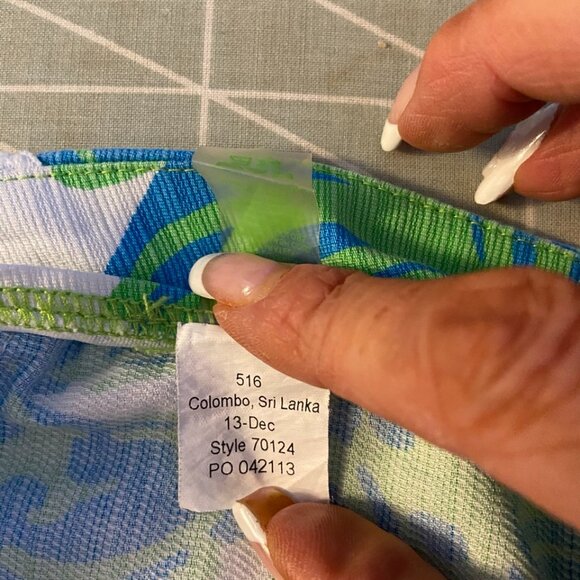 516
Colombo, Sri Lanka
13-Dec
Style 70124
PO 042113